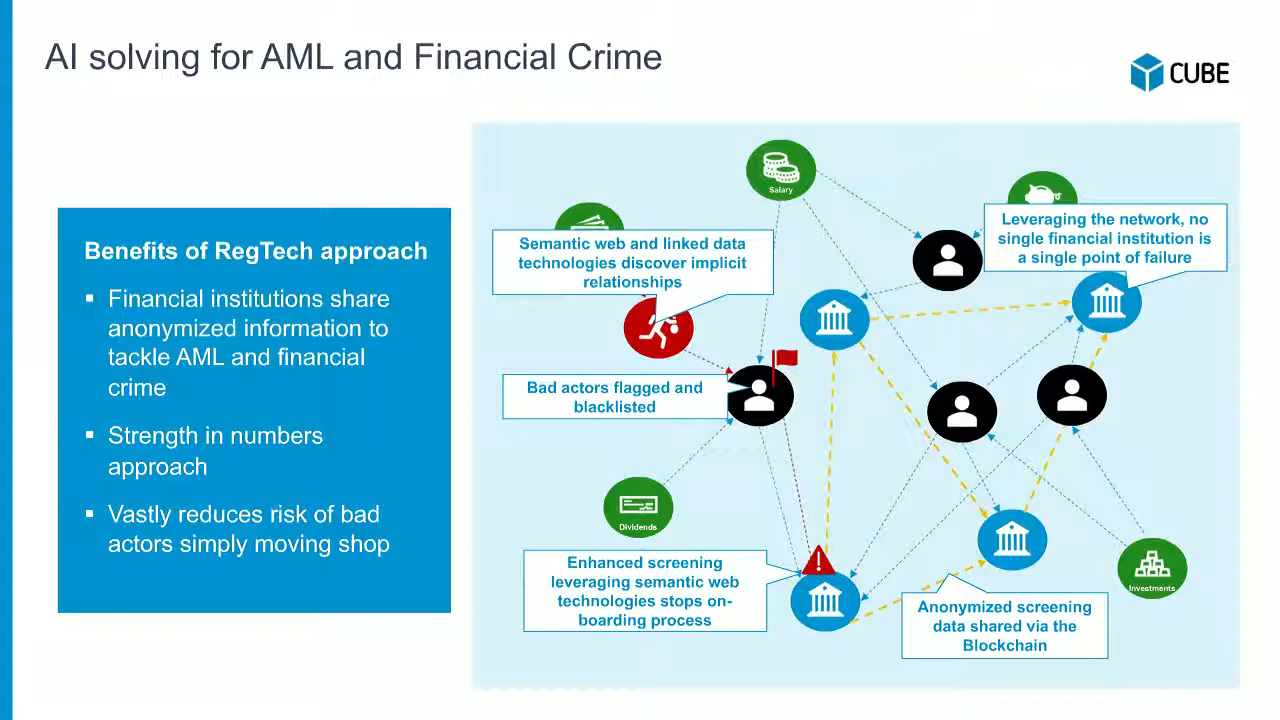 AI solving for AML and Financial Crime
CUBE
Benefits of RegTech approach
▪ Financial institutions share
anonymized information to
tackle AML and financial
crime
▪ Strength in numbers
approach
▪ Vastly reduces risk of bad
actors simply moving shop
Salary
Semantic web and linked data
technologies discover implicit
relationships
Leveraging the network, no
single financial institution is
a single point of failure
Bad actors flagged and
blacklisted
Dividends
Enhanced screening
leveraging semantic web
technologies stops on-
boarding process
Investments
Anonymized screening
data shared via the
Blockchain